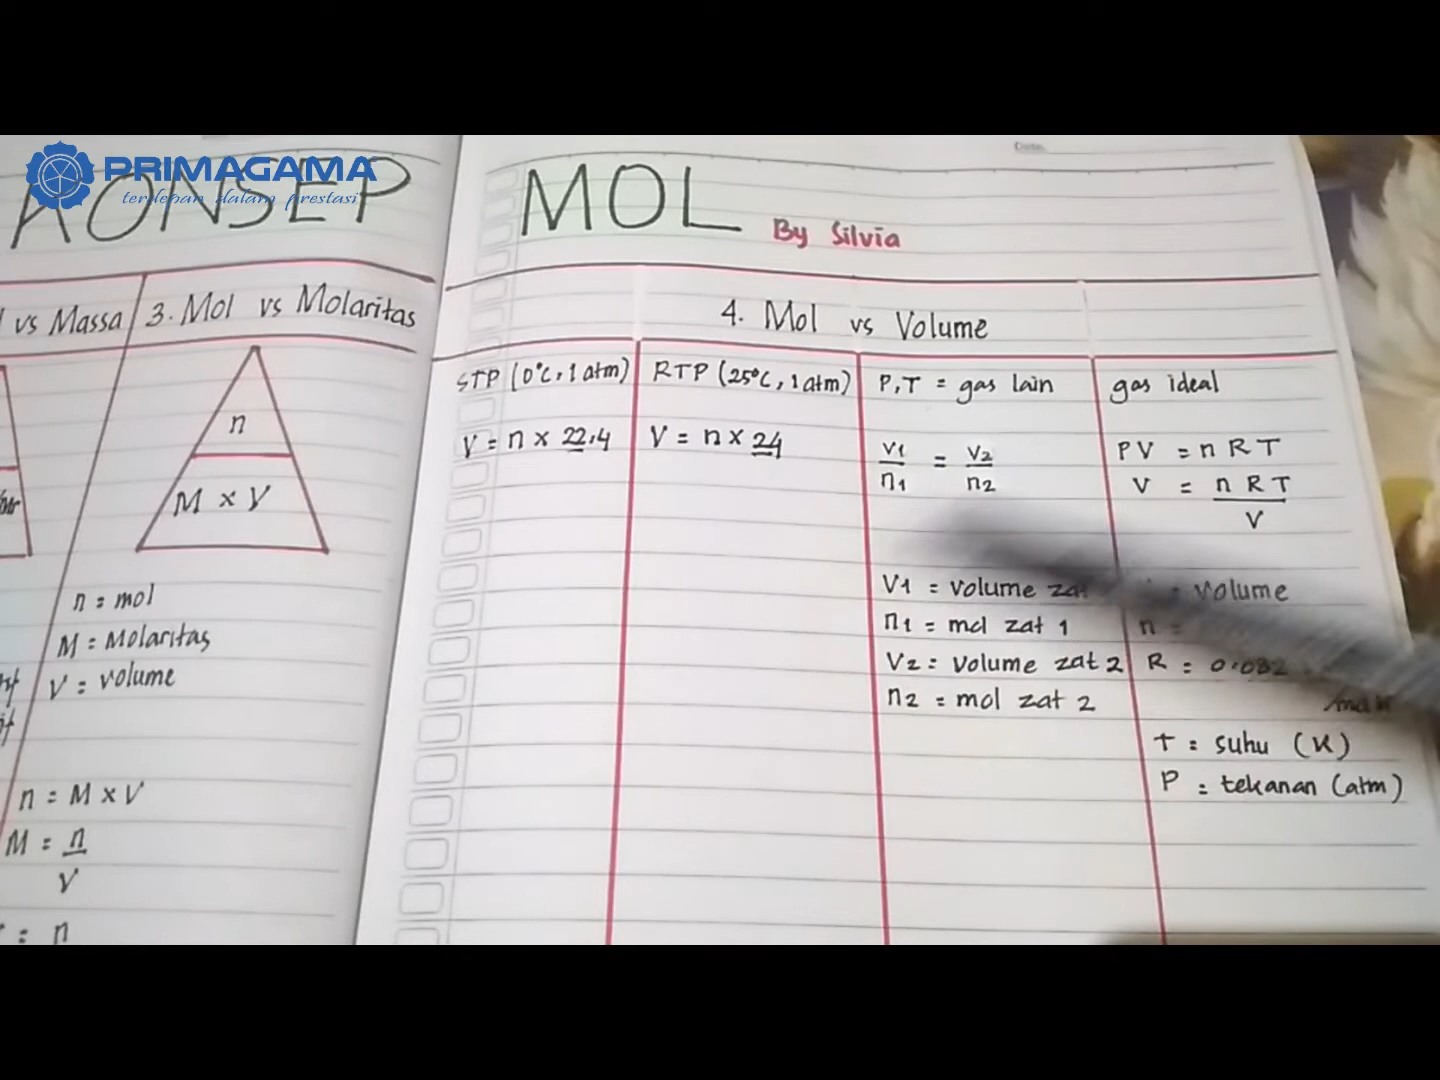 PRIMAGAMA
terdepan dalam prestasi
KONSEP MOL
By Silvia
vs Massa
3. Mol vs Molaritas
n
M x V
n = mol
M = Molaritas
V = volume
n = M x V
M = n
V
= n
4. Mol vs Volume
STP (0°C, 1 atm)
V = n x 22,4
RTP (25°C, 1 atm)
V = n x 24
P,T = gas lain
V1 = V2
n1 n2
V1 = volume zat
n1 = mol zat 1
V2 = volume zat 2
n2 = mol zat 2
gas ideal
PV = n R T
V = n R T
V
= volume
n =
R = 0.082
T = suhu (K)
P = tekanan (atm)